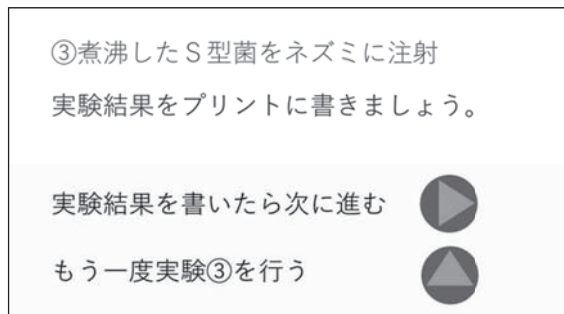 ③煮沸したＳ型菌をネズミに注射
実験結果をプリントに書きましょう。
実験結果を書いたら次に進む
もう一度実験③を行う